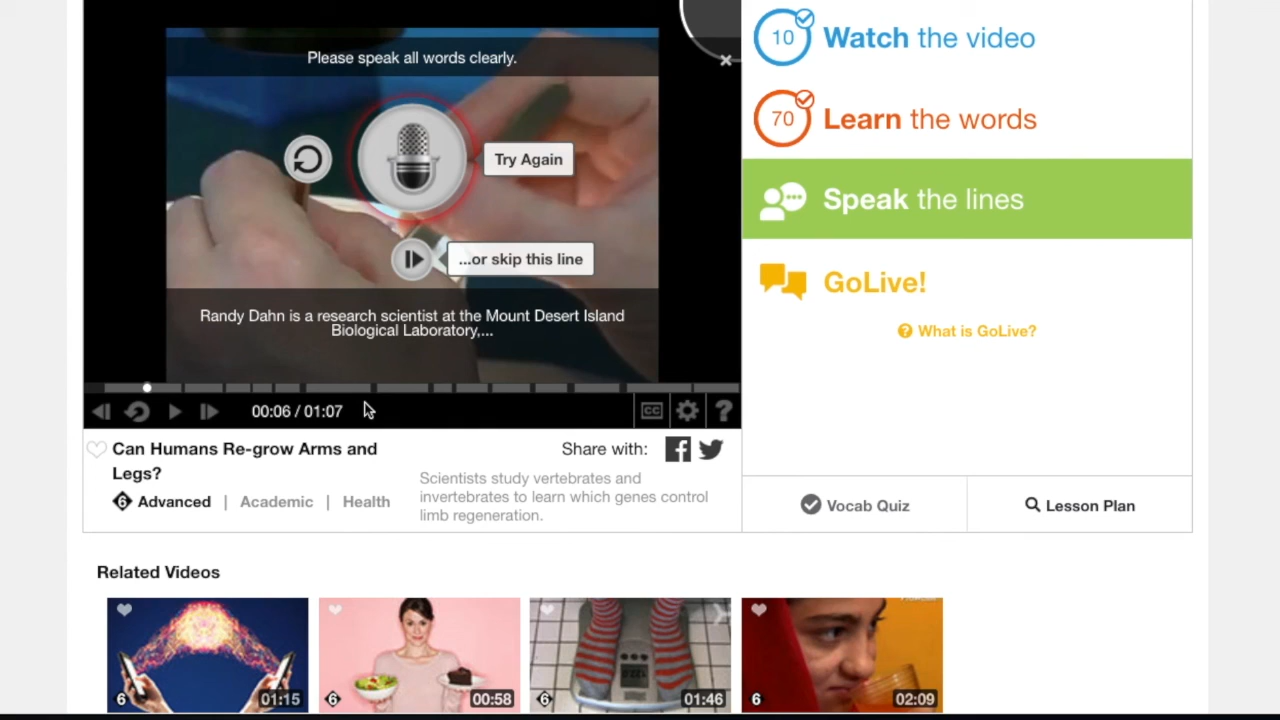 Please speak all words clearly.
Try Again
...or skip this line
Randy Dahn is a research scientist at the Mount Desert Island
Biological Laboratory,...
00:06 / 01:07
CC
?
10 Watch the video
70 Learn the words
Speak the lines
GoLive!
? What is GoLive?
Can Humans Re-grow Arms and
Legs?
6 Advanced | Academic | Health
Share with:
Scientists study vertebrates and
invertebrates to learn which genes control
limb regeneration.
Vocab Quiz
Lesson Plan
Related Videos
6 01:15
6 00:58
6 01:46
6 02:09